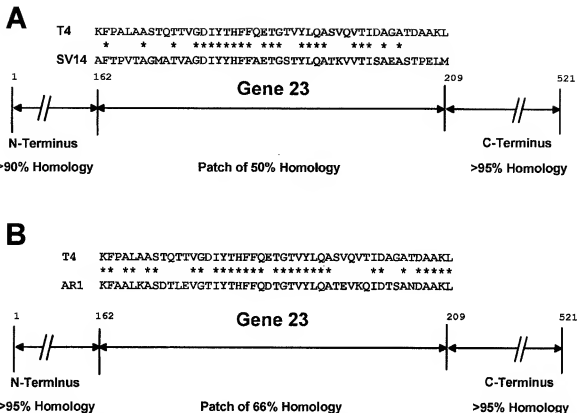 A
T4 KFPALAASTQTTVGDIYTHFFQETGTVYLQASVQVTIDAGATDAAKL
* * * * * * * * * * * * * * * * * * * * * * *
SV14 AFTPVTAGMATVAGDIYTHFFAETGSTYLQATKVVTISAEASTPELM
1 162 Gene 23 209 521
N-Terminus C-Terminus
>90% Homology Patch of 50% Homology >95% Homology
B
T4 KFPALAASTQTTVGDIYTHFFQETGTVYLQASVQVTIDAGATDAAKL
** ** ** ** ******* ******** ** * *****
AR1 KFAALKASDTLEVGTIYTHFFQDTGTVYLQATEVKQIDTSANDAAKL
1 162 Gene 23 209 521
N-Terminus C-Terminus
>95% Homology Patch of 66% Homology >95% Homology